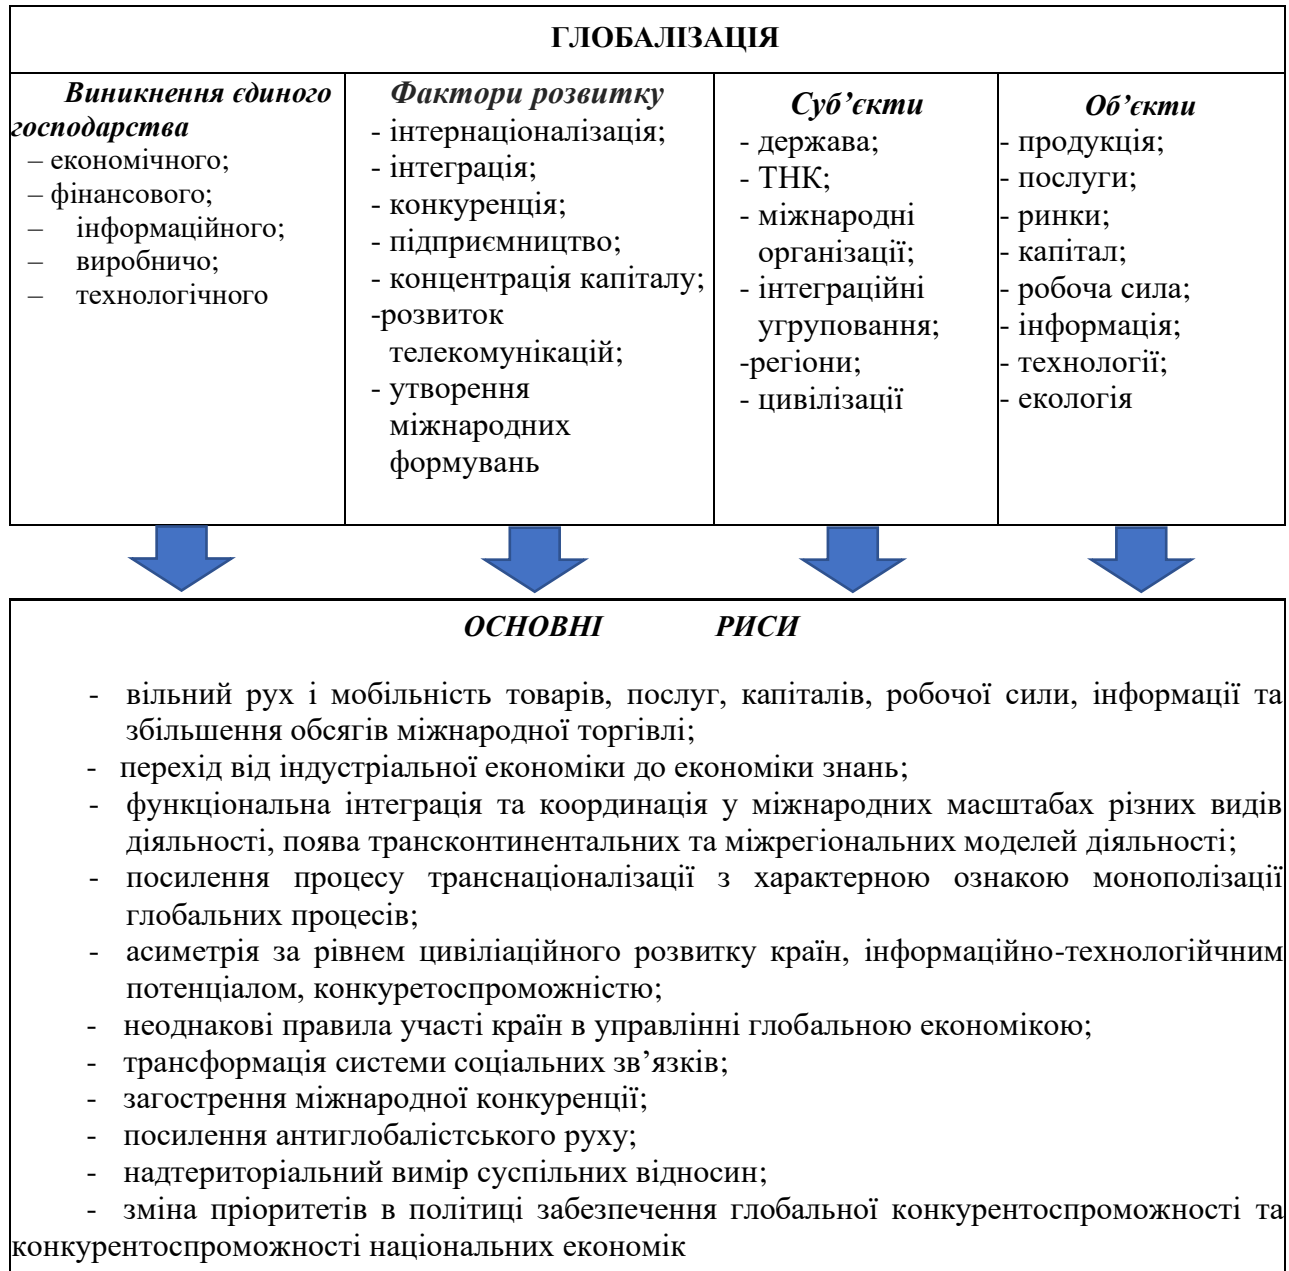 ГЛОБАЛІЗАЦІЯ
Виникнення єдиного
господарства
– економічного;
– фінансового;
– інформаційного;
– виробничо;
– технологічного
Фактори розвитку
- інтернаціоналізація;
- інтеграція;
- конкуренція;
- підприємництво;
- концентрація капіталу;
-розвиток
телекомунікацій;
- утворення
міжнародних
формувань
Суб’єкти
- держава;
- ТНК;
- міжнародні
організації;
- інтеграційні
угруповання;
-регіони;
- цивілізації
Об’єкти
- продукція;
- послуги;
- ринки;
- капітал;
- робоча сила;
- інформація;
- технології;
- екологія
ОСНОВНІ РИСИ
- вільний рух і мобільність товарів, послуг, капіталів, робочої сили, інформації та
збільшення обсягів міжнародної торгівлі;
- перехід від індустріальної економіки до економіки знань;
- функціональна інтеграція та координація у міжнародних масштабах різних видів
діяльності, поява трансконтинентальних та міжрегіональних моделей діяльності;
- посилення процесу транснаціоналізації з характерною ознакою монополізації
глобальних процесів;
- асиметрія за рівнем цивіліаційного розвитку країн, інформаційно-технологійчним
потенціалом, конкуретоспроможністю;
- неоднакові правила участі країн в управлінні глобальною економікою;
- трансформація системи соціальних зв’язків;
- загострення міжнародної конкуренції;
- посилення антиглобалістського руху;
- надтериторіальний вимір суспільних відносин;
- зміна пріоритетів в політиці забезпечення глобальної конкурентоспроможності та
конкурентоспроможності національних економік